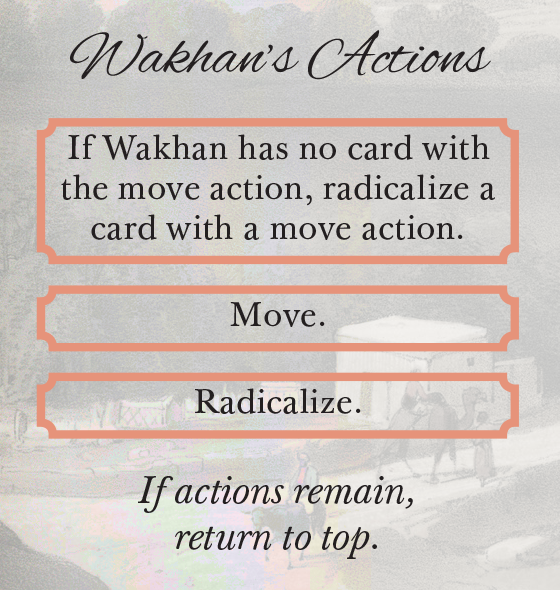 Wakhan's Actions
If Wakhan has no card with
the move action, radicalize a
card with a move action.
Move.
Radicalize.
If actions remain,
return to top.